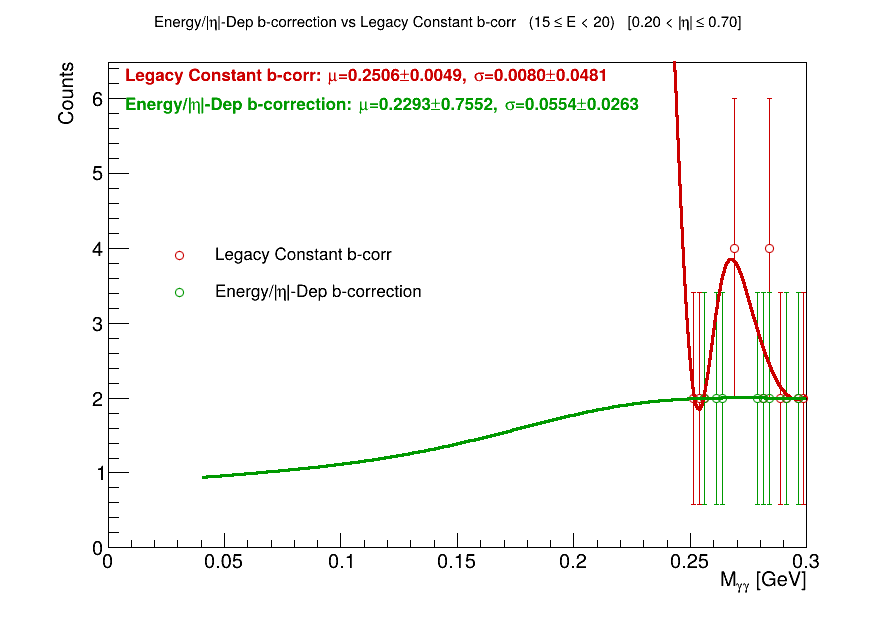 Energy/|η|-Dep b-correction vs Legacy Constant b-corr (15 ≤ E < 20) [0.20 < |η| ≤ 0.70]
Counts
Legacy Constant b-corr: μ=0.2506±0.0049, σ=0.0080±0.0481
Energy/|η|-Dep b-correction: μ=0.2293±0.7552, σ=0.0554±0.0263
Legacy Constant b-corr
Energy/|η|-Dep b-correction
6
5
4
3
2
1
0
0 0.05 0.1 0.15 0.2 0.25 0.3
M_γγ [GeV]